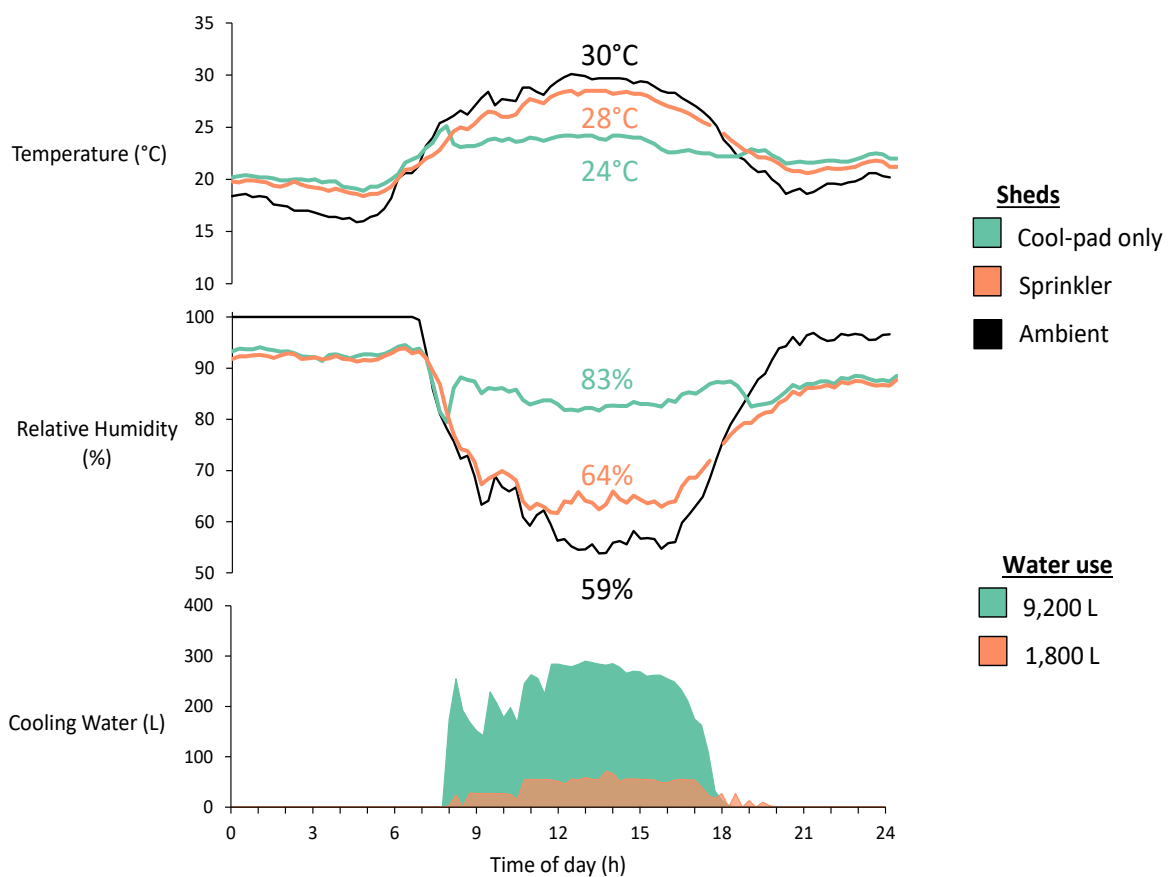 35
30
25
20
15
10
Temperature (°C)
30°C
28°C
24°C
Sheds
Cool-pad only
Sprinkler
Ambient
100
90
80
70
60
50
Relative Humidity
(%)
83%
64%
59%
Water use
9,200 L
1,800 L
400
300
200
100
0
Cooling Water (L)
0 3 6 9 12 15 18 21 24
Time of day (h)